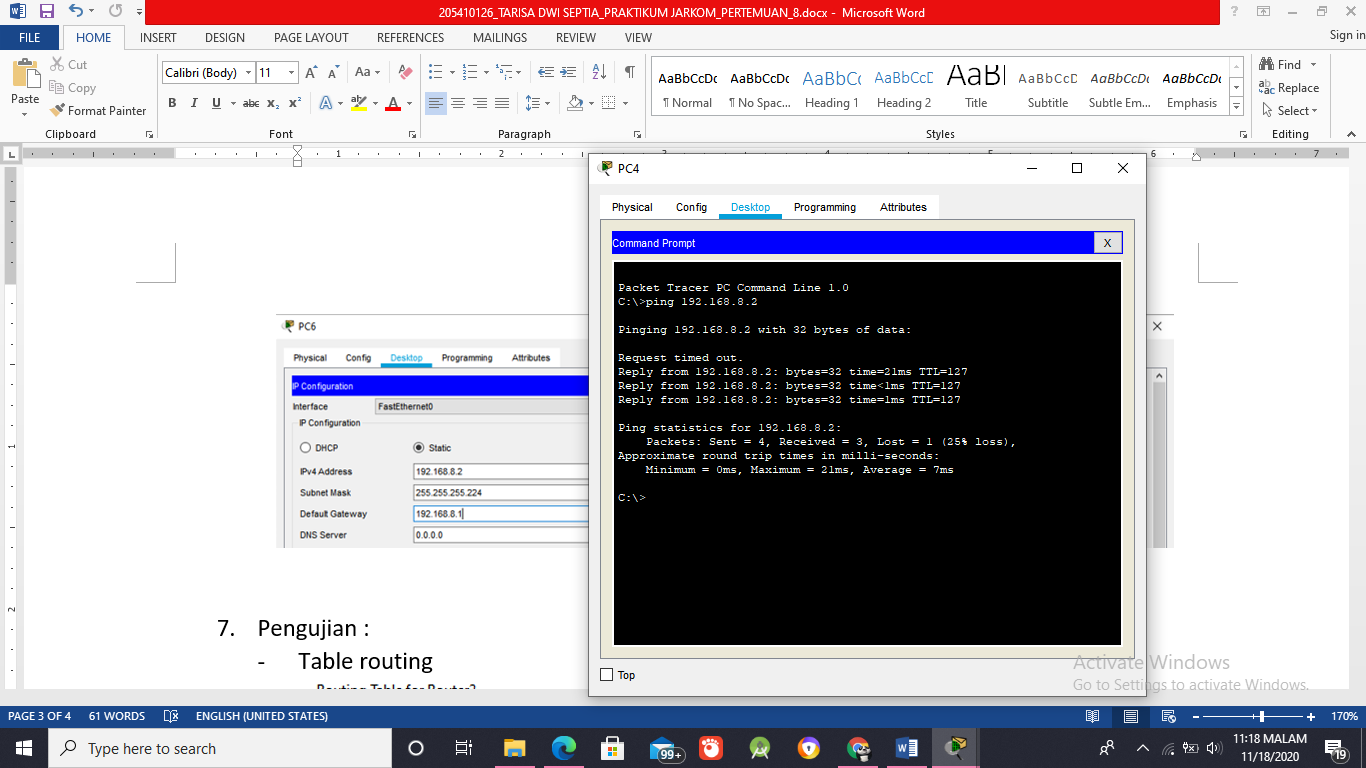 205410126_TARISA DWI SEPTIA_PRAKTIKUM JARKOM_PERTEMUAN_8.docx - Microsoft Word
FILE HOME INSERT DESIGN PAGE LAYOUT REFERENCES MAILINGS REVIEW VIEW Sign in
Paste
Cut
Copy
Format Painter
Clipboard
Calibri (Body) 11
Font
Paragraph
AaBbCcDc AaBbCcDc AaBbCc AaBbCcC AaBl AaBbCcD AaBbCcDc AaBbCcDc
¶ Normal ¶ No Spac... Heading 1 Heading 2 Title Subtitle Subtle Em... Emphasis
Styles
Find
Replace
Select
Editing
1 2 3 5 6 7
PC6
Physical Config Desktop Programming Attributes
IP Configuration
Interface FastEthernet0
IP Configuration
DHCP Static
IPv4 Address 192.168.8.2
Subnet Mask 255.255.255.224
Default Gateway 192.168.8.1
DNS Server 0.0.0.0
7. Pengujian :
- Table routing
Routing Table for Router2
PC4
Physical Config Desktop Programming Attributes
Command Prompt X
Packet Tracer PC Command Line 1.0
C:\>ping 192.168.8.2
Pinging 192.168.8.2 with 32 bytes of data:
Request timed out.
Reply from 192.168.8.2: bytes=32 time=21ms TTL=127
Reply from 192.168.8.2: bytes=32 time<1ms TTL=127
Reply from 192.168.8.2: bytes=32 time=1ms TTL=127
Ping statistics for 192.168.8.2:
Packets: Sent = 4, Received = 3, Lost = 1 (25% loss),
Approximate round trip times in milli-seconds:
Minimum = 0ms, Maximum = 21ms, Average = 7ms
C:\>
Top
Activate Windows
Go to Settings to activate Windows.
PAGE 3 OF 4 61 WORDS ENGLISH (UNITED STATES) 170%
Type here to search
99+
11:18 MALAM
11/18/2020
19